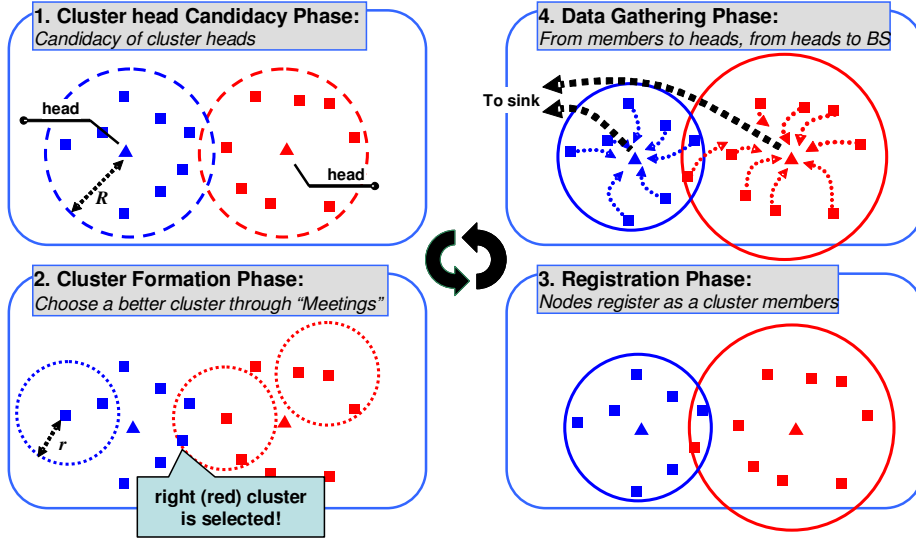 1. Cluster head Candidacy Phase:
Candidacy of cluster heads
head
R
head
4. Data Gathering Phase:
From members to heads, from heads to BS
To sink
2. Cluster Formation Phase:
Choose a better cluster through “Meetings”
r
right (red) cluster
is selected!
3. Registration Phase:
Nodes register as a cluster members